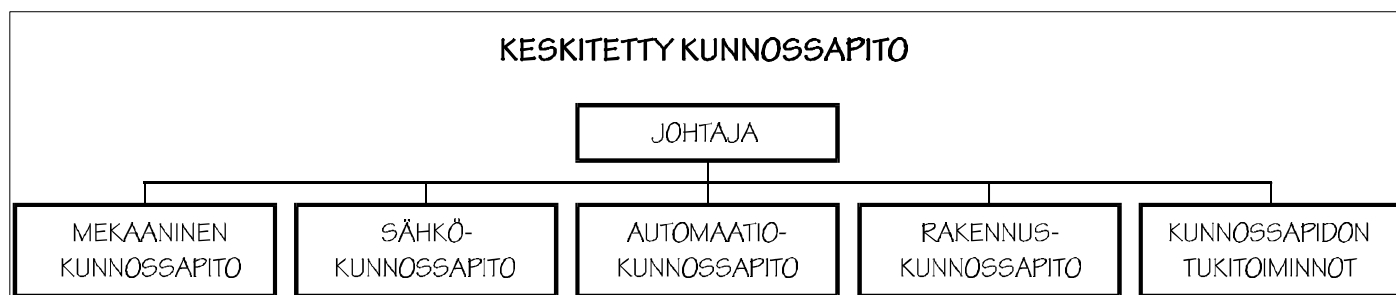 KESKITETTY KUNNOSSAPITO
JOHTAJA
MEKAANINEN
KUNNOSSAPITO
SÄHKÖ-
KUNNOSSAPITO
AUTOMAATIO-
KUNNOSSAPITO
RAKENNUS-
KUNNOSSAPITO
KUNNOSSAPIDON
TUKITOIMINNOT